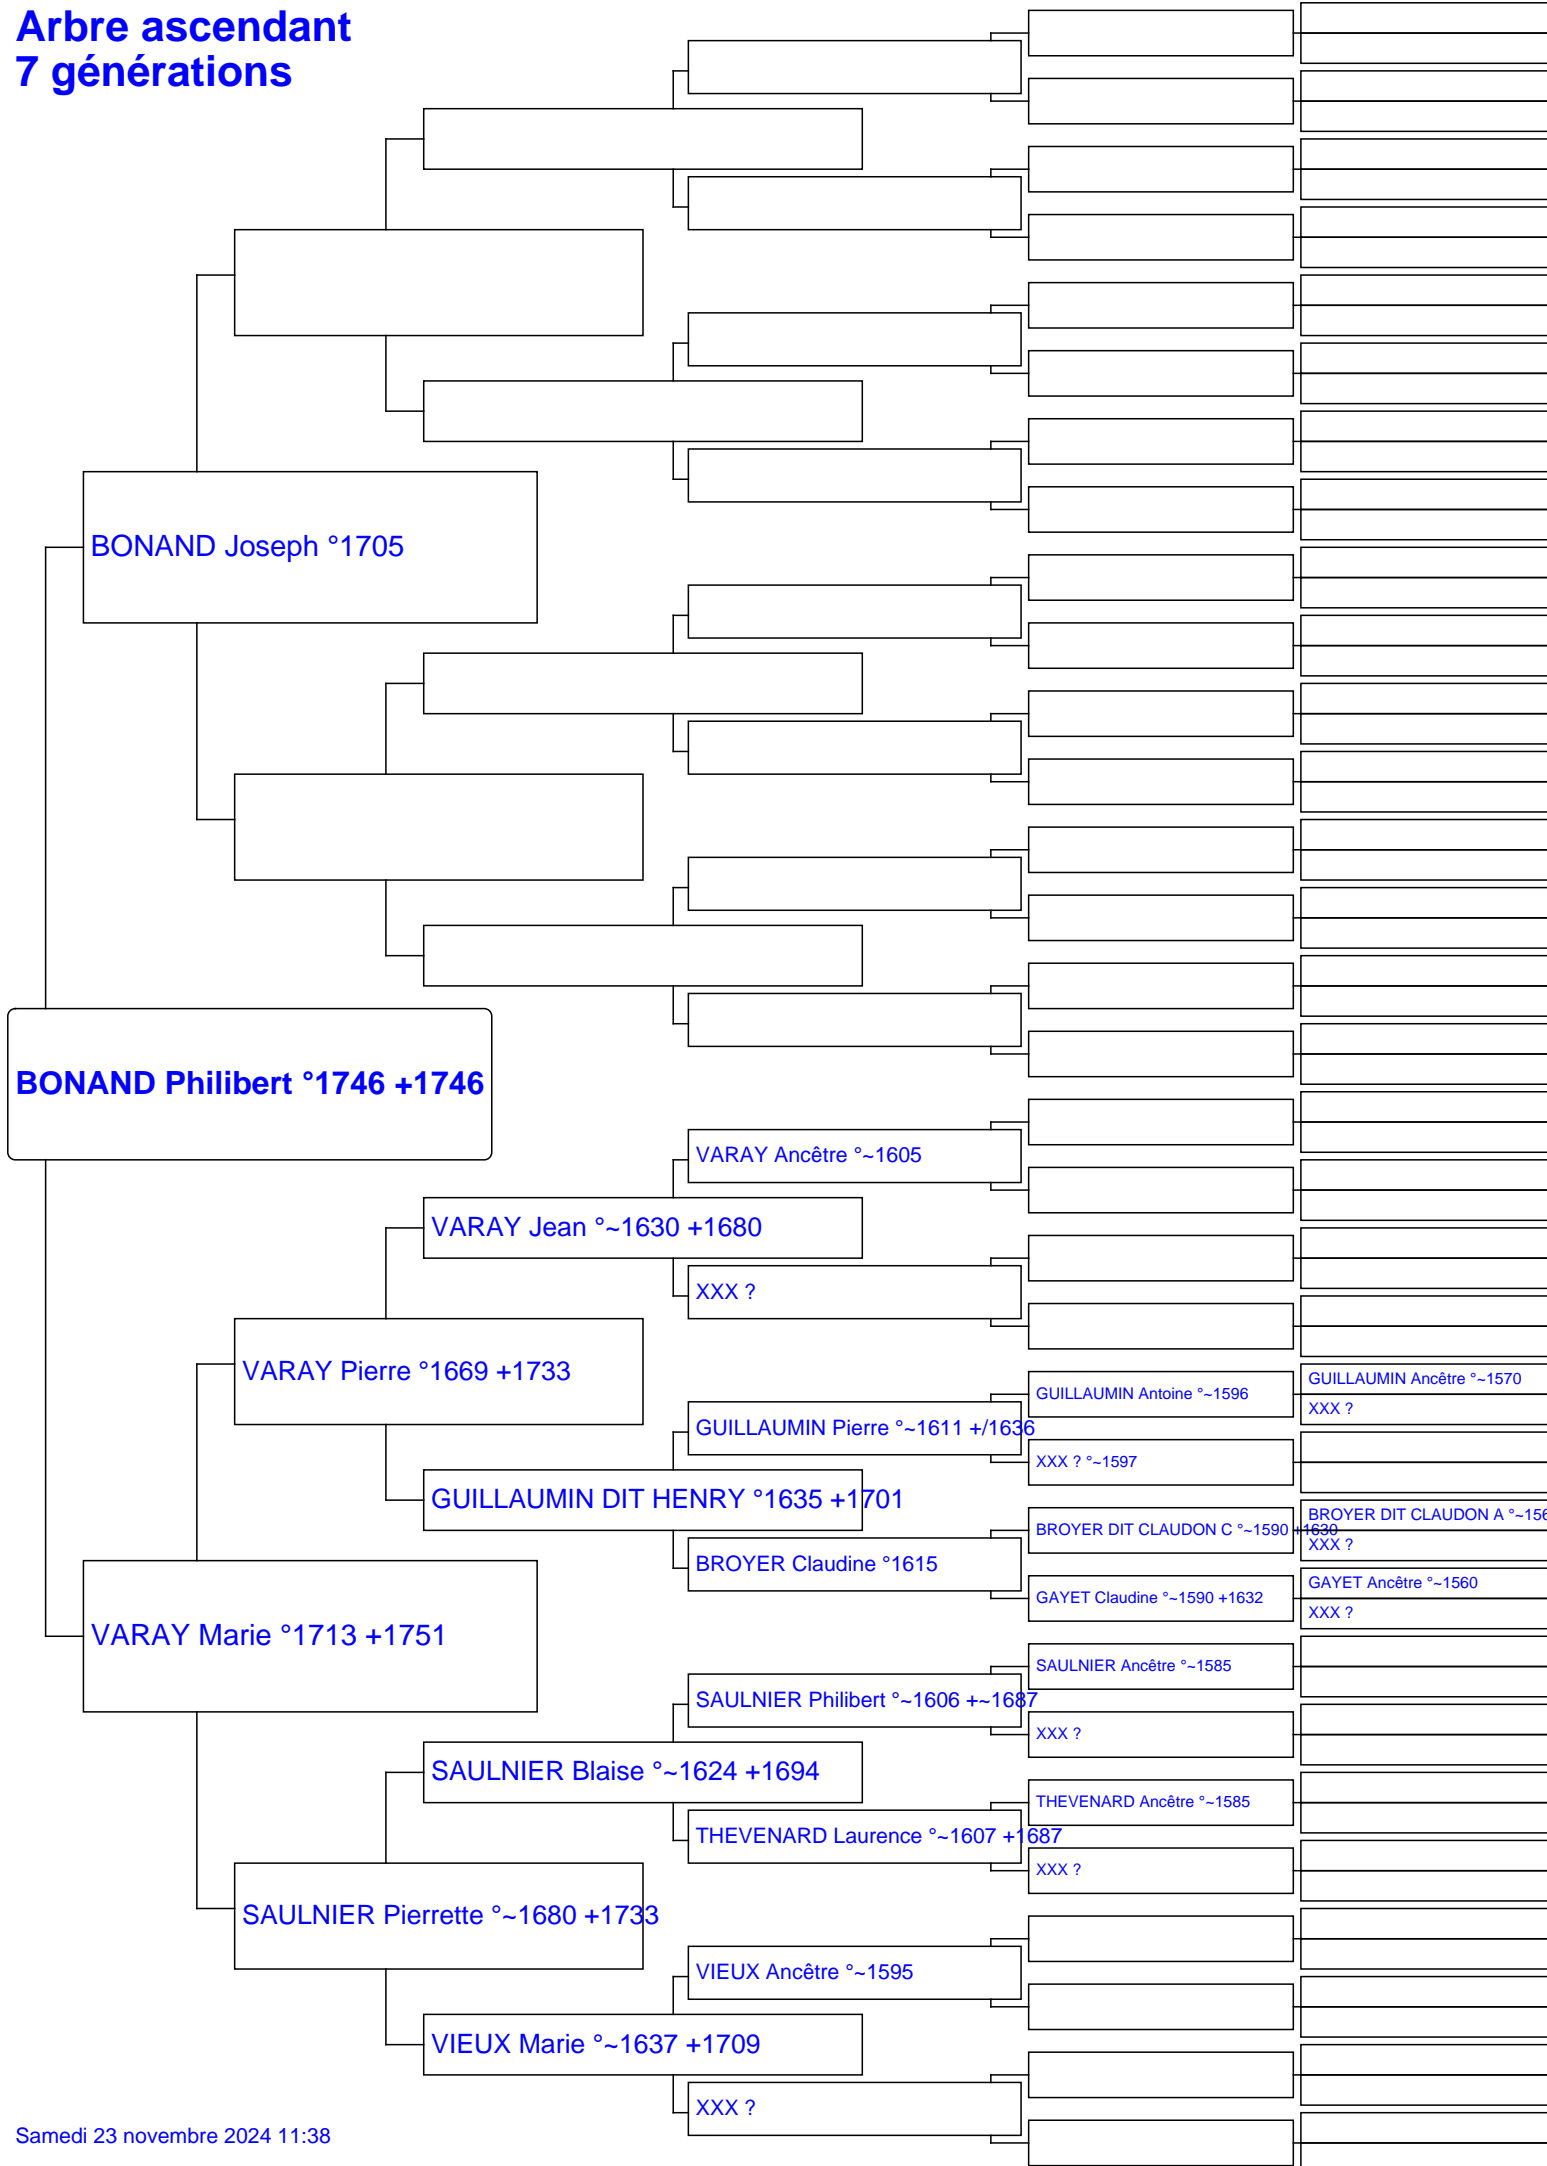 Arbre ascendant
7 générations
BONAND Joseph °1705
BONAND Philibert °1746 +1746
VARAY Ancêtre °~1605
VARAY Jean °~1630 +1680
XXX ?
VARAY Pierre °1669 +1733
GUILLAUMIN Antoine °~1596
GUILLAUMIN Ancêtre °~1570
XXX ?
GUILLAUMIN Pierre °~1611 +/1636
XXX ? °~1597
GUILLAUMIN DIT HENRY °1635 +1701
BROYER DIT CLAUDON C °~1590 +1630
BROYER DIT CLAUDON A °~156
XXX ?
BROYER Claudine °1615
GAYET Claudine °~1590 +1632
GAYET Ancêtre °~1560
XXX ?
VARAY Marie °1713 +1751
SAULNIER Ancêtre °~1585
SAULNIER Philibert °~1606 +~1687
XXX ?
SAULNIER Blaise °~1624 +1694
THEVENARD Ancêtre °~1585
THEVENARD Laurence °~1607 +1687
XXX ?
SAULNIER Pierrette °~1680 +1733
VIEUX Ancêtre °~1595
VIEUX Marie °~1637 +1709
XXX ?
Samedi 23 novembre 2024 11:38